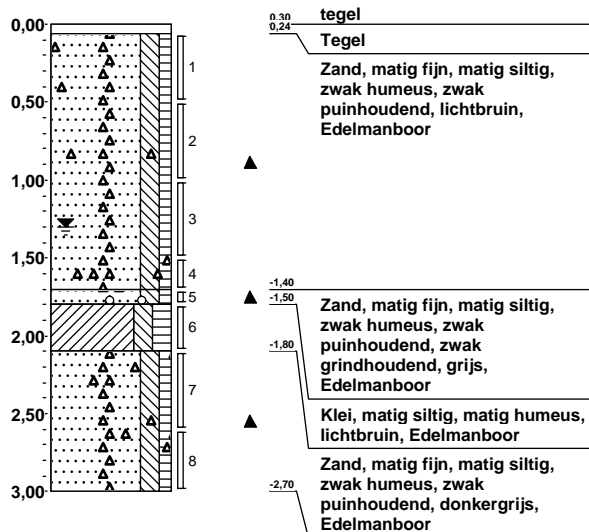 0,00
0,50
1,00
1,50
2,00
2,50
3,00
1
2
3
4
5
6
7
8
0,30
tegel
0,24
Tegel
Zand, matig fijn, matig siltig,
zwak humeus, zwak
puinhoudend, lichtbruin,
Edelmanboor
-1,40
-1,50
Zand, matig fijn, matig siltig,
zwak humeus, zwak
puinhoudend, zwak
grindhoudend, grijs,
Edelmanboor
-1,80
Klei, matig siltig, matig humeus,
lichtbruin, Edelmanboor
Zand, matig fijn, matig siltig,
zwak humeus, zwak
puinhoudend, donkergrijs,
Edelmanboor
-2,70